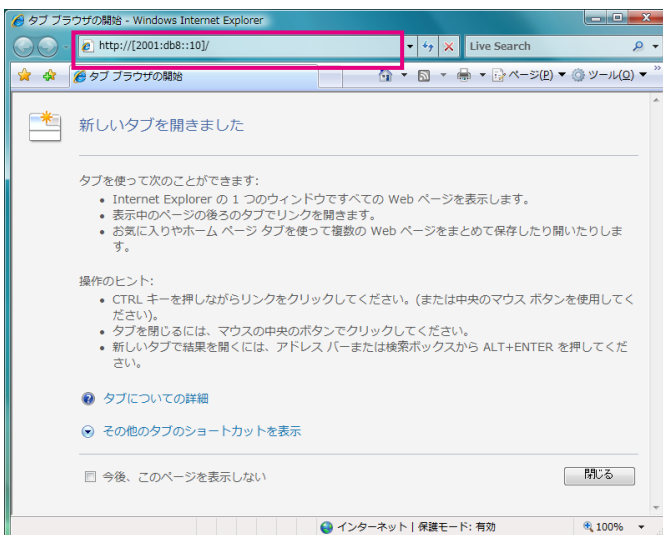 タブ ブラウザの開始 - Windows Internet Explorer
http://[2001:db8::10]/
Live Search
タブ ブラウザの開始
ページ(P)
ツール(O)
»
新しいタブを開きました
タブを使って次のことができます:
• Internet Explorer の 1 つのウィンドウですべての Web ページを表示します。
• 表示中のページの後ろのタブでリンクを開きます。
• お気に入りやホーム ページ タブを使って複数の Web ページをまとめて保存したり開いたりしま
す。
操作のヒント:
• CTRL キーを押しながらリンクをクリックしてください。(または中央のマウス ボタンを使用してく
ださい)。
• タブを閉じるには、マウスの中央のボタンでクリックしてください。
• 新しいタブで結果を開くには、アドレス バーまたは検索ボックスから ALT+ENTER を押してくだ
さい。
タブについての詳細
その他のタブのショートカットを表示
今後、このページを表示しない
閉じる
インターネット | 保護モード: 有効
100%